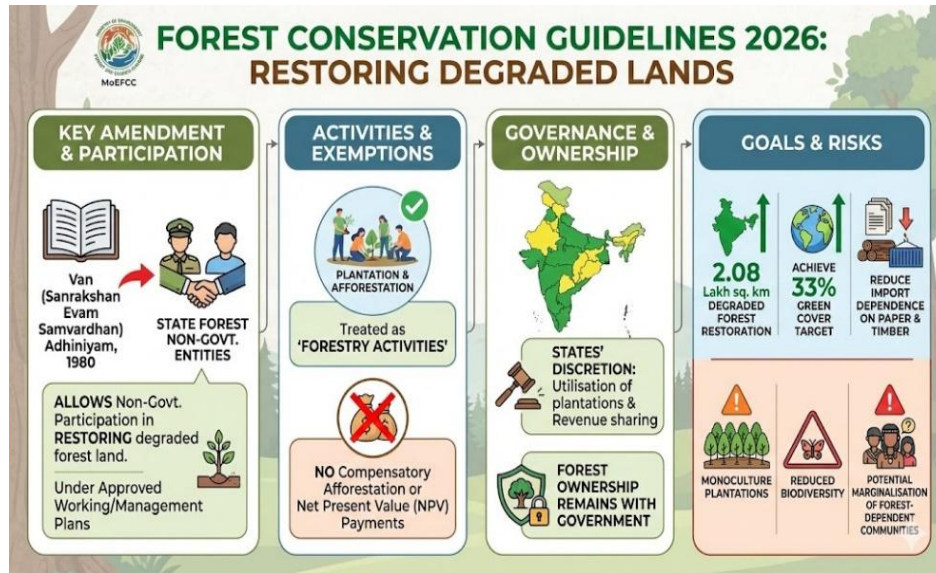 FOREST CONSERVATION GUIDELINES 2026:
RESTORING DEGRADED LANDS
MoEFCC
KEY AMENDMENT
& PARTICIPATION
Van
(Sanrakshan
Evam
Samvardhan)
Adhiniyam,
1980
STATE FOREST
NON-GOVT.
ENTITIES
ALLOWS Non-Govt.
Participation in
RESTORING degraded
forest land.
Under Approved
Working/Management
Plans
ACTIVITIES &
EXEMPTIONS
PLANTATION &
AFFORESTATION
Treated as
'FORESTRY ACTIVITIES'
NO Compensatory
Afforestation or
Net Present Value (NPV)
Payments
GOVERNANCE &
OWNERSHIP
STATES'
DISCRETION:
Utilisation of
plantations &
Revenue sharing
FOREST
OWNERSHIP
REMAINS WITH
GOVERNMENT
GOALS & RISKS
2.08
Lakh sq. km
DEGRADED
FOREST
RESTORATION
ACHIEVE
33%
GREEN
COVER
TARGET
REDUCE
IMPORT
DEPENDENCE
ON PAPER &
TIMBER
MONOCULTURE
PLANTATIONS
REDUCED
BIODIVERSITY
POTENTIAL
MARGINALISATION
OF FOREST-
DEPENDENT
COMMUNITIES